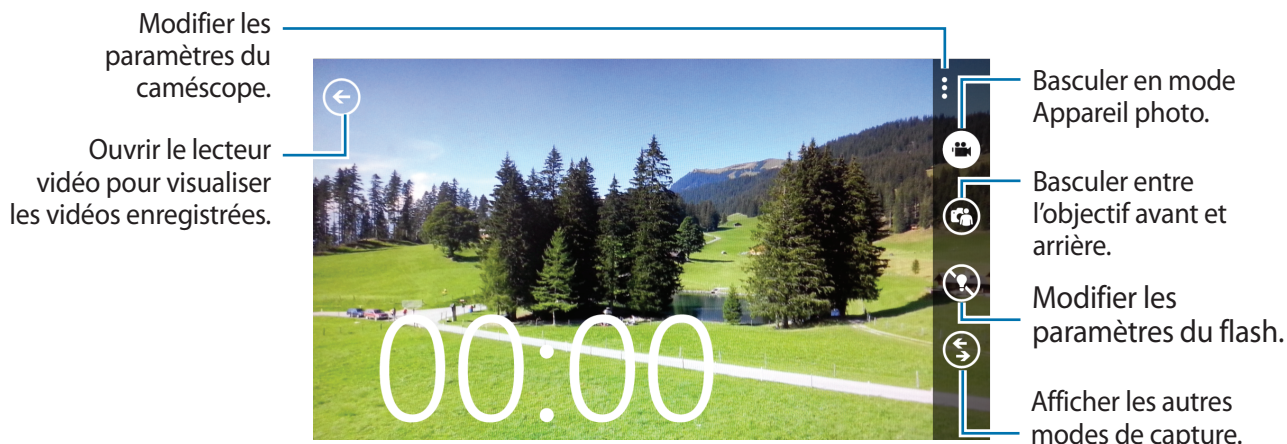 Modifier les
paramètres du
caméscope.
Ouvrir le lecteur
vidéo pour visualiser
les vidéos enregistrées.
00:00
Basculer en mode
Appareil photo.
Basculer entre
l’objectif avant et
arrière.
Modifier les
paramètres du flash.
Afficher les autres
modes de capture.